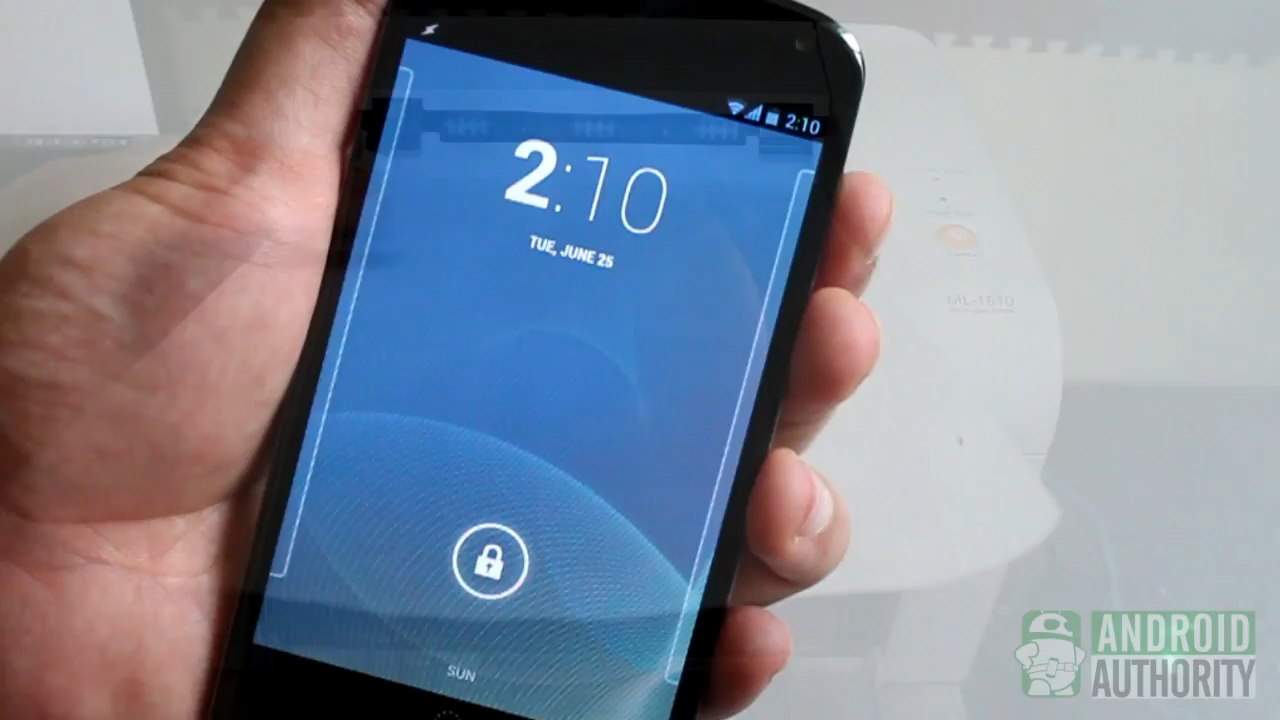 2:10
2:10
TUE, JUNE 25
ML-1610
SUN
ANDROID
AUTHORITY